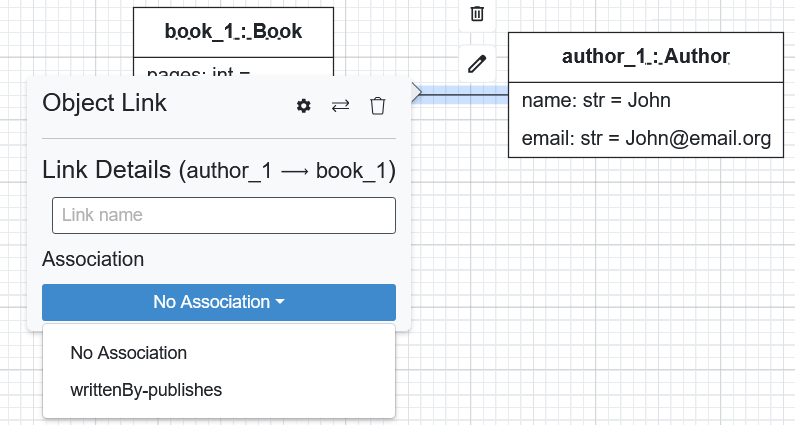 book_1 : Book
pages: int =
author_1 : Author
name: str = John
email: str = John@email.org
Object Link
Link Details (author_1 ⟶ book_1)
Link name
Association
No Association
No Association
writtenBy-publishes